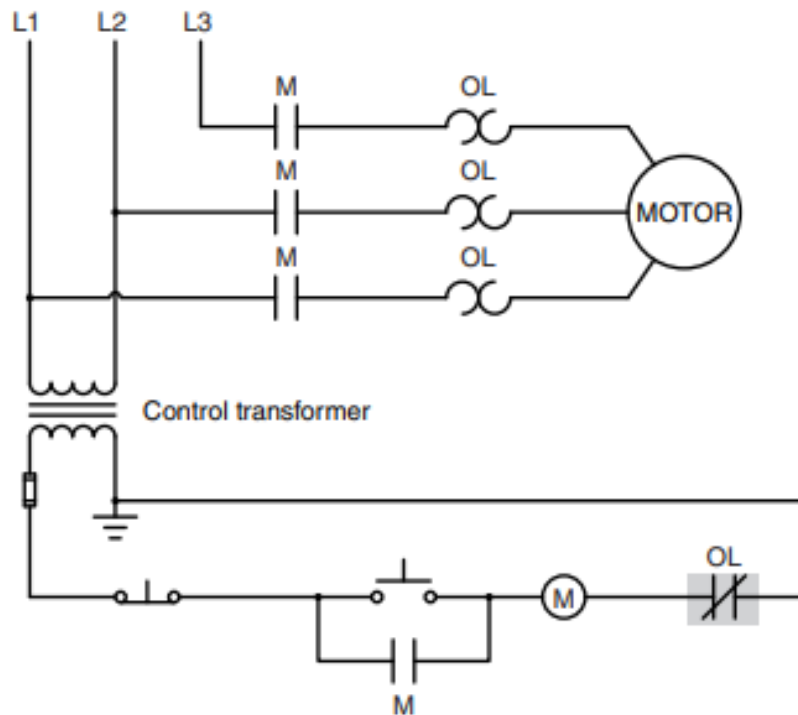 L1 L2 L3
M OL
M OL
MOTOR
M OL
Control transformer
OL
M
M